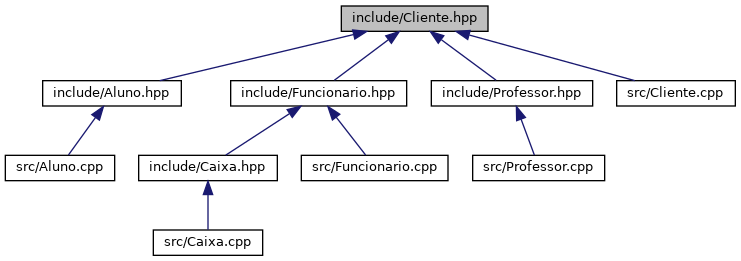 include/Cliente.hpp
include/Aluno.hpp
include/Funcionario.hpp
include/Professor.hpp
src/Cliente.cpp
src/Aluno.cpp
include/Caixa.hpp
src/Funcionario.cpp
src/Professor.cpp
src/Caixa.cpp